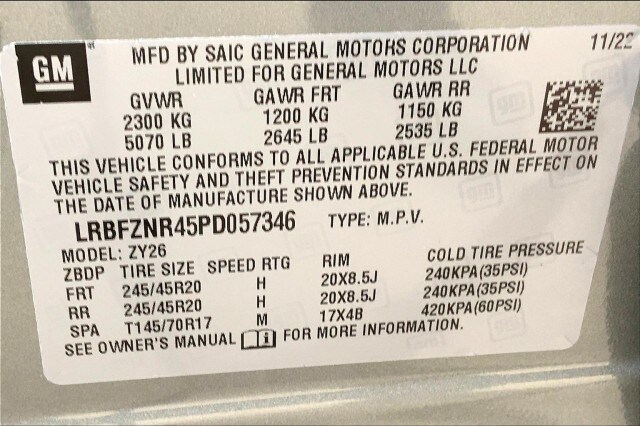 GM
MFD BY SAIC GENERAL MOTORS CORPORATION 11/22
LIMITED FOR GENERAL MOTORS LLC
GVWR GAWR FRT GAWR RR
2300 KG 1200 KG 1150 KG
5070 LB 2645 LB 2535 LB
THIS VEHICLE CONFORMS TO ALL APPLICABLE U.S. FEDERAL MOTOR
VEHICLE SAFETY AND THEFT PREVENTION STANDARDS IN EFFECT ON
THE DATE OF MANUFACTURE SHOWN ABOVE.
LRBFZNR45PD057346 TYPE: M.P.V.
MODEL: ZY26
ZBDP TIRE SIZE SPEED RTG RIM COLD TIRE PRESSURE
FRT 245/45R20 H 20X8.5J 240KPA(35PSI)
RR 245/45R20 H 20X8.5J 240KPA(35PSI)
SPA T145/70R17 M 17X4B 420KPA(60PSI)
SEE OWNER'S MANUAL i FOR MORE INFORMATION.